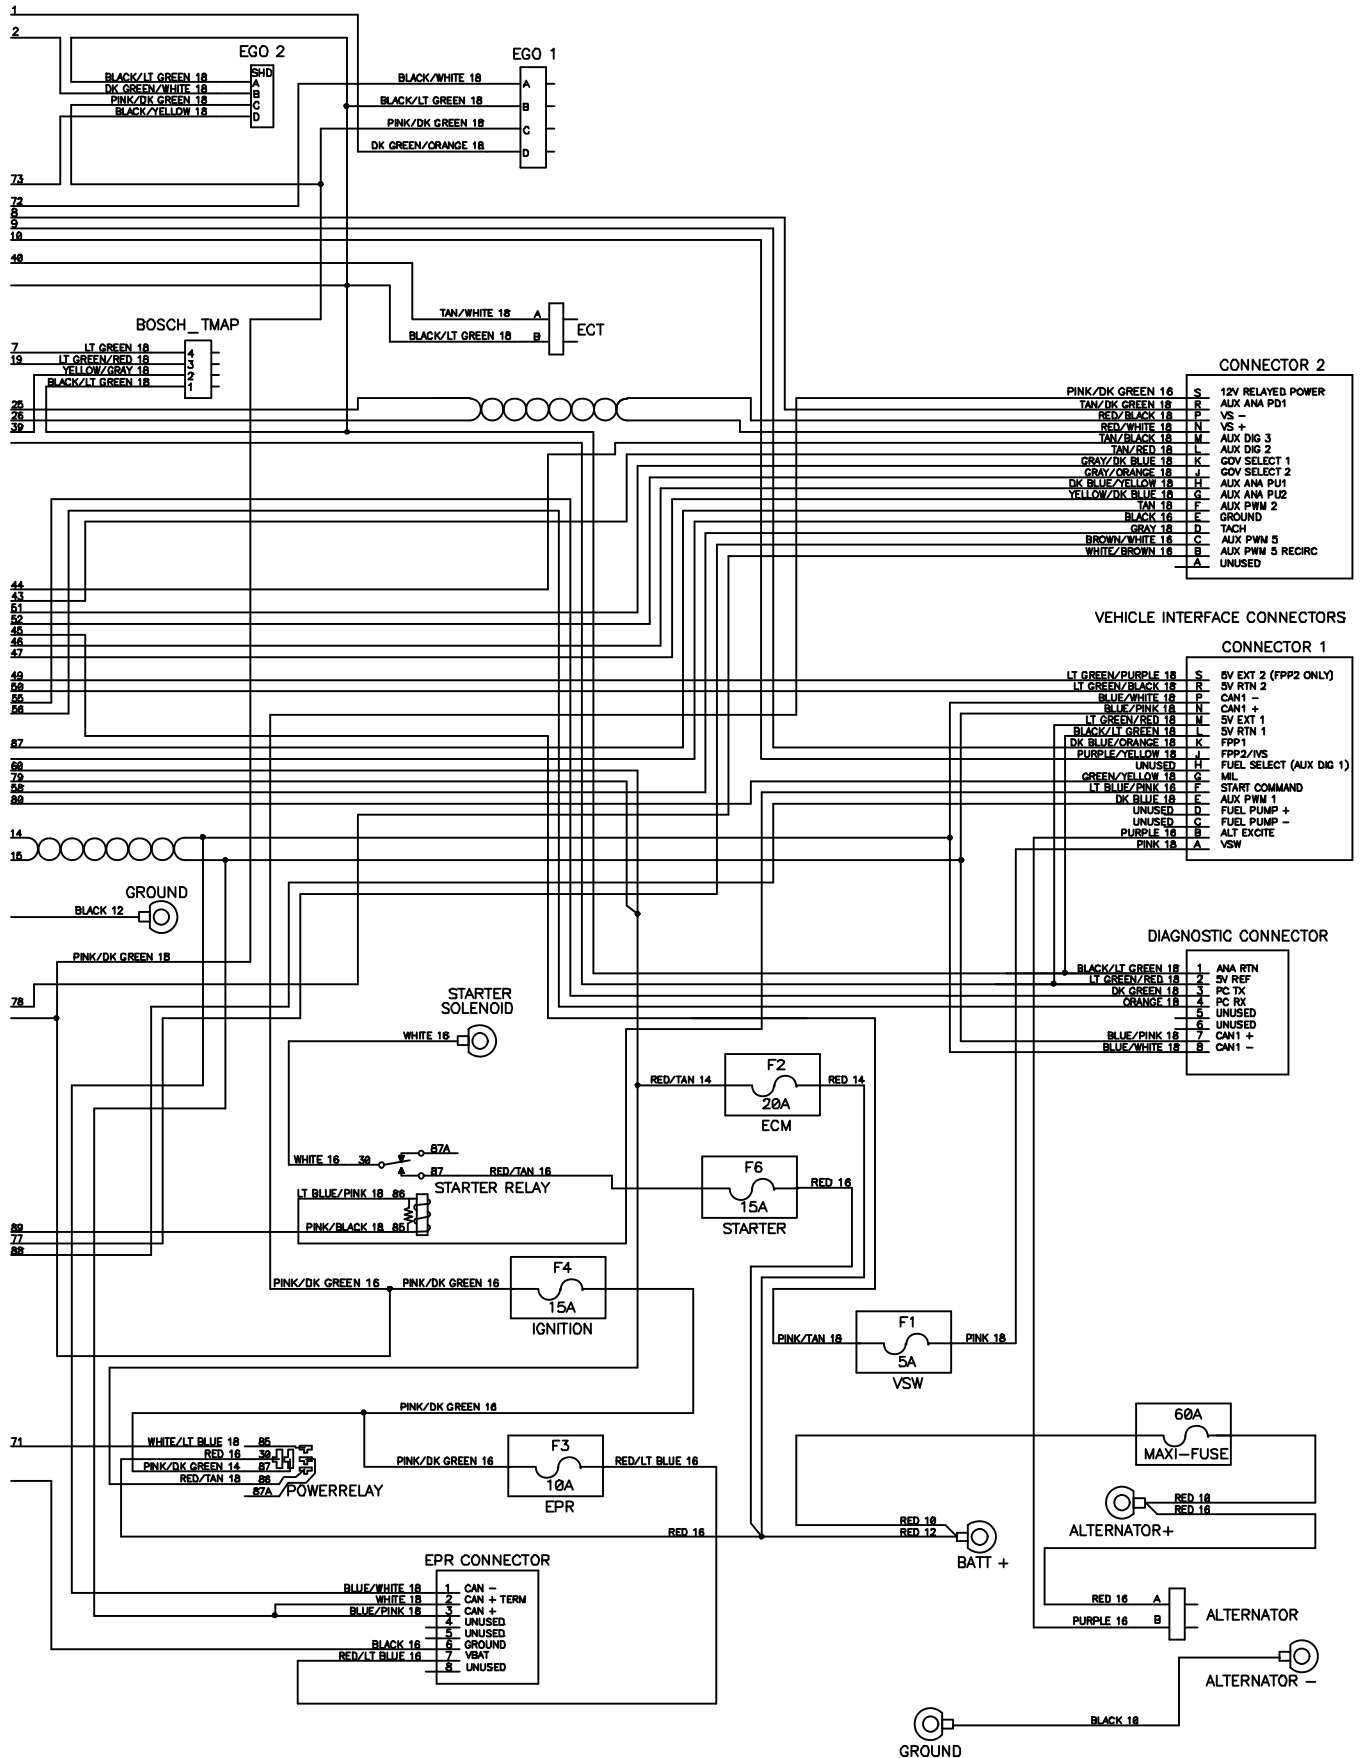 1
2
EGO 2
SHD
BLACK/LT GREEN 18 A
DK GREEN/WHITE 18 B
PINK/DK GREEN 18 C
BLACK/YELLOW 18 D
EGO 1
BLACK/WHITE 18 A
BLACK/LT GREEN 18 B
PINK/DK GREEN 18 C
DK GREEN/ORANGE 18 D
73
72
8
9
10
40
TAN/WHITE 18 A
BLACK/LT GREEN 18 B
ECT
BOSCH_TMAP
7 LT GREEN 18 4
19 LT GREEN/RED 18 3
YELLOW/GRAY 18 2
BLACK/LT GREEN 18 1
25
26
39
CONNECTOR 2
PINK/DK GREEN 16 S 12V RELAYED POWER
TAN/DK GREEN 18 R AUX ANA PD1
RED/BLACK 18 P VS -
RED/WHITE 18 N VS +
TAN/BLACK 18 M AUX DIG 3
TAN/RED 18 L AUX DIG 2
GRAY/DK BLUE 18 K GOV SELECT 1
GRAY/ORANGE 18 J GOV SELECT 2
DK BLUE/YELLOW 18 H AUX ANA PU1
YELLOW/DK BLUE 18 G AUX ANA PU2
TAN 18 F AUX PWM 2
BLACK 16 E GROUND
GRAY 18 D TACH
BROWN/WHITE 16 C AUX PWM 5
WHITE/BROWN 16 B AUX PWM 5 RECIRC
A UNUSED
44
43
51
52
45
46
47
49
50
55
56
87
60
79
58
80
14
15
VEHICLE INTERFACE CONNECTORS
CONNECTOR 1
LT GREEN/PURPLE 18 S 5V EXT 2 (FPP2 ONLY)
LT GREEN/BLACK 18 R 5V RTN 2
BLUE/WHITE 18 P CAN1 -
BLUE/PINK 18 N CAN1 +
LT GREEN/RED 18 M 5V EXT 1
BLACK/LT GREEN 18 L 5V RTN 1
DK BLUE/ORANGE 18 K FPP1
PURPLE/YELLOW 18 J FPP2/IVS
UNUSED H FUEL SELECT (AUX DIG 1)
GREEN/YELLOW 18 G MIL
LT BLUE/PINK 16 F START COMMAND
DK BLUE 18 E AUX PWM 1
UNUSED D FUEL PUMP +
UNUSED C FUEL PUMP -
PURPLE 16 B ALT EXCITE
PINK 18 A VSW
GROUND
BLACK 12
PINK/DK GREEN 18
78
DIAGNOSTIC CONNECTOR
BLACK/LT GREEN 18 1 ANA RTN
LT GREEN/RED 18 2 5V REF
DK GREEN 18 3 PC TX
ORANGE 18 4 PC RX
5 UNUSED
6 UNUSED
BLUE/PINK 18 7 CAN1 +
BLUE/WHITE 18 8 CAN1 -
STARTER
SOLENOID
WHITE 16
RED/TAN 14 F2 RED 14
20A
ECM
WHITE 16 30 87A
87 RED/TAN 16
STARTER RELAY
LT BLUE/PINK 18 86
PINK/BLACK 18 85
F6 RED 16
15A
STARTER
89
77
88
PINK/DK GREEN 16 PINK/DK GREEN 16 F4
15A
IGNITION
PINK/TAN 18 F1 PINK 18
5A
VSW
PINK/DK GREEN 16
71 WHITE/LT BLUE 18 85
RED 16 30
PINK/DK GREEN 14 87
RED/TAN 18 86
87A POWERRELAY
PINK/DK GREEN 16 F3 RED/LT BLUE 16
10A
EPR
60A
MAXI-FUSE
RED 10
RED 16
ALTERNATOR+
RED 16
RED 10
RED 12
BATT +
EPR CONNECTOR
BLUE/WHITE 18 1 CAN -
WHITE 18 2 CAN + TERM
BLUE/PINK 18 3 CAN +
4 UNUSED
5 UNUSED
BLACK 16 6 GROUND
RED/LT BLUE 16 7 VBAT
8 UNUSED
RED 16 A
PURPLE 16 B
ALTERNATOR
ALTERNATOR -
BLACK 10
GROUND